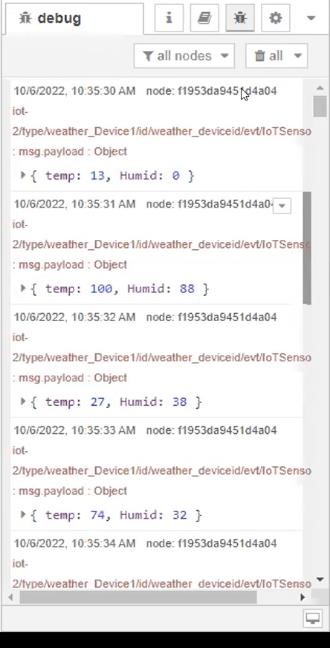 debug
i
all nodes
all
10/6/2022, 10:35:30 AM node: f1953da9451d4a04
iot-
2/type/weather_Device1/id/weather_deviceid/evt/IoTSenso
: msg.payload : Object
{ temp: 13, Humid: 0 }
10/6/2022, 10:35:31 AM node: f1953da9451d4a0
iot-
2/type/weather_Device1/id/weather_deviceid/evt/IoTSenso
: msg.payload : Object
{ temp: 100, Humid: 88 }
10/6/2022, 10:35:32 AM node: f1953da9451d4a04
iot-
2/type/weather_Device1/id/weather_deviceid/evt/IoTSenso
: msg.payload : Object
{ temp: 27, Humid: 38 }
10/6/2022, 10:35:33 AM node: f1953da9451d4a04
iot-
2/type/weather_Device1/id/weather_deviceid/evt/IoTSenso
: msg.payload : Object
{ temp: 74, Humid: 32 }
10/6/2022, 10:35:34 AM node: f1953da9451d4a04
iot-
2/type/weather_Device1/id/weather_deviceid/evt/IoTSenso